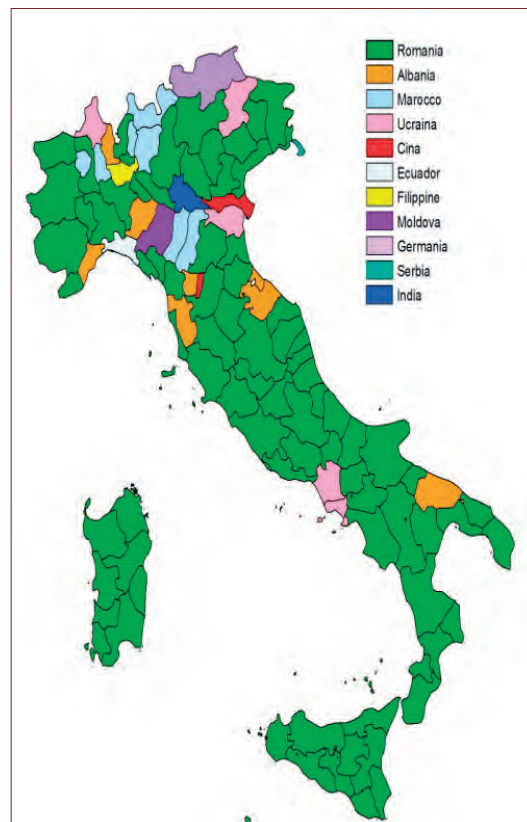 Romania
Albania
Marocco
Ucraina
Cina
Ecuador
Filippine
Moldova
Germania
Serbia
India